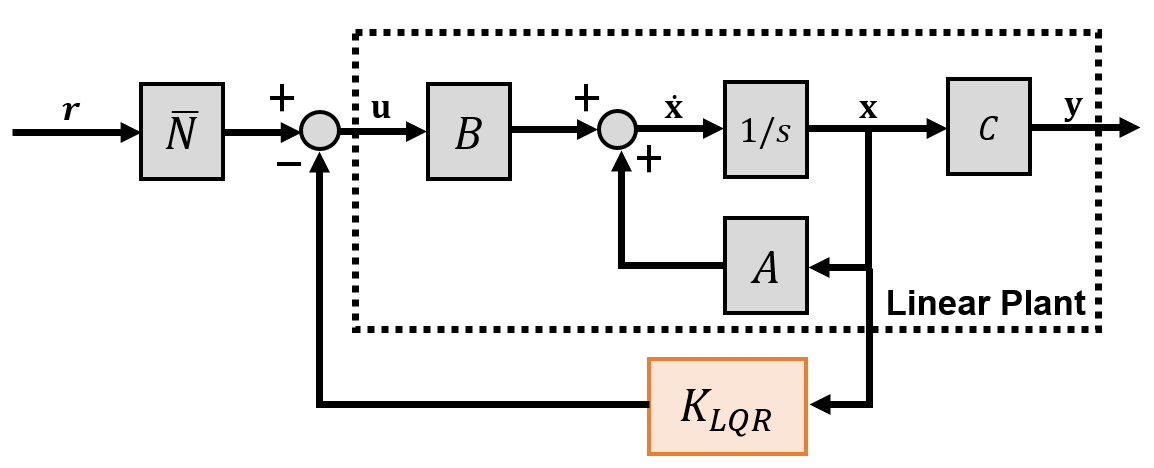 r
N̅
+
−
u
B
+
+
ẋ
1/s
x
C
y
A
Linear Plant
K_LQR